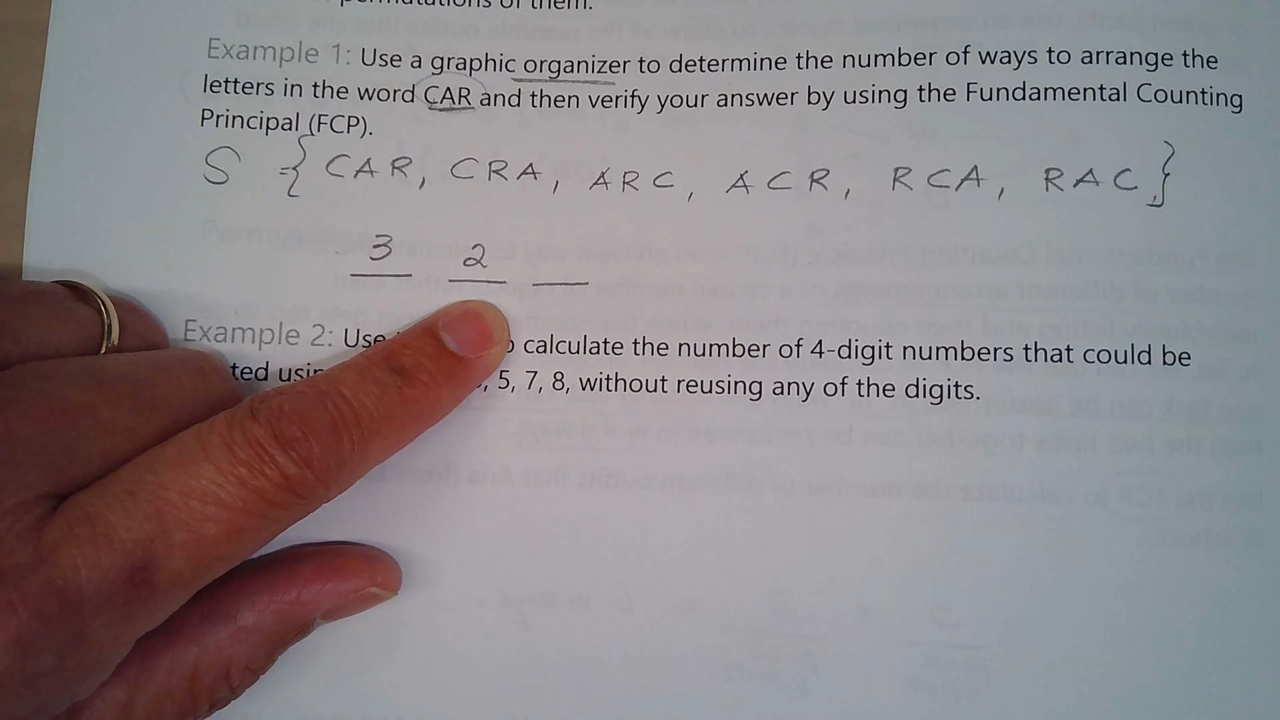 permutations of them.
Example 1: Use a graphic organizer to determine the number of ways to arrange the
letters in the word CAR and then verify your answer by using the Fundamental Counting
Principal (FCP).
S = { CAR, CRA, ARC, ACR, RCA, RAC }
3 2
Example 2: Use calculate the number of 4-digit numbers that could be
5, 7, 8, without reusing any of the digits.